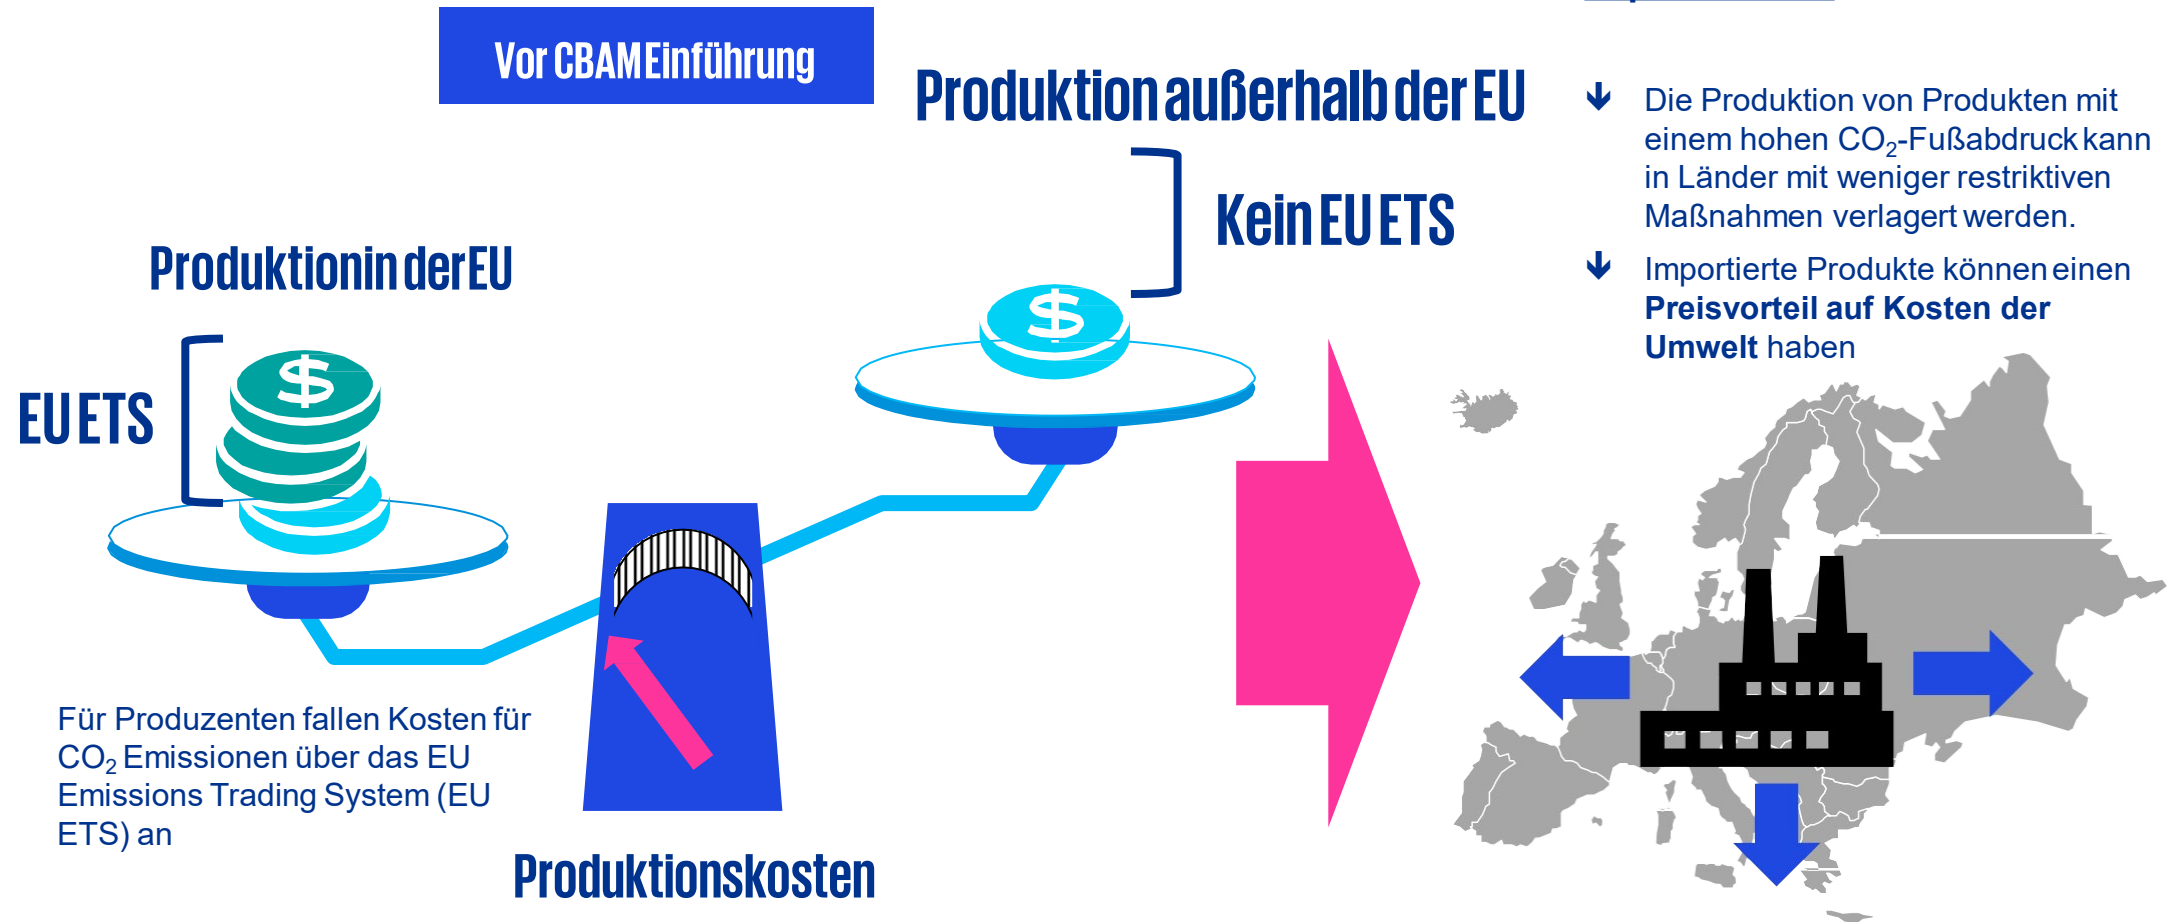 Vor CBAM Einführung
Produktion außerhalb der EU
Kein EU ETS
Produktion in der EU
EU ETS
$
$
Für Produzenten fallen Kosten für
CO₂ Emissionen über das EU
Emissions Trading System (EU
ETS) an
Produktionskosten
Die Produktion von Produkten mit
einem hohen CO₂-Fußabdruck kann
in Länder mit weniger restriktiven
Maßnahmen verlagert werden.
Importierte Produkte können einen
Preisvorteil auf Kosten der
Umwelt haben